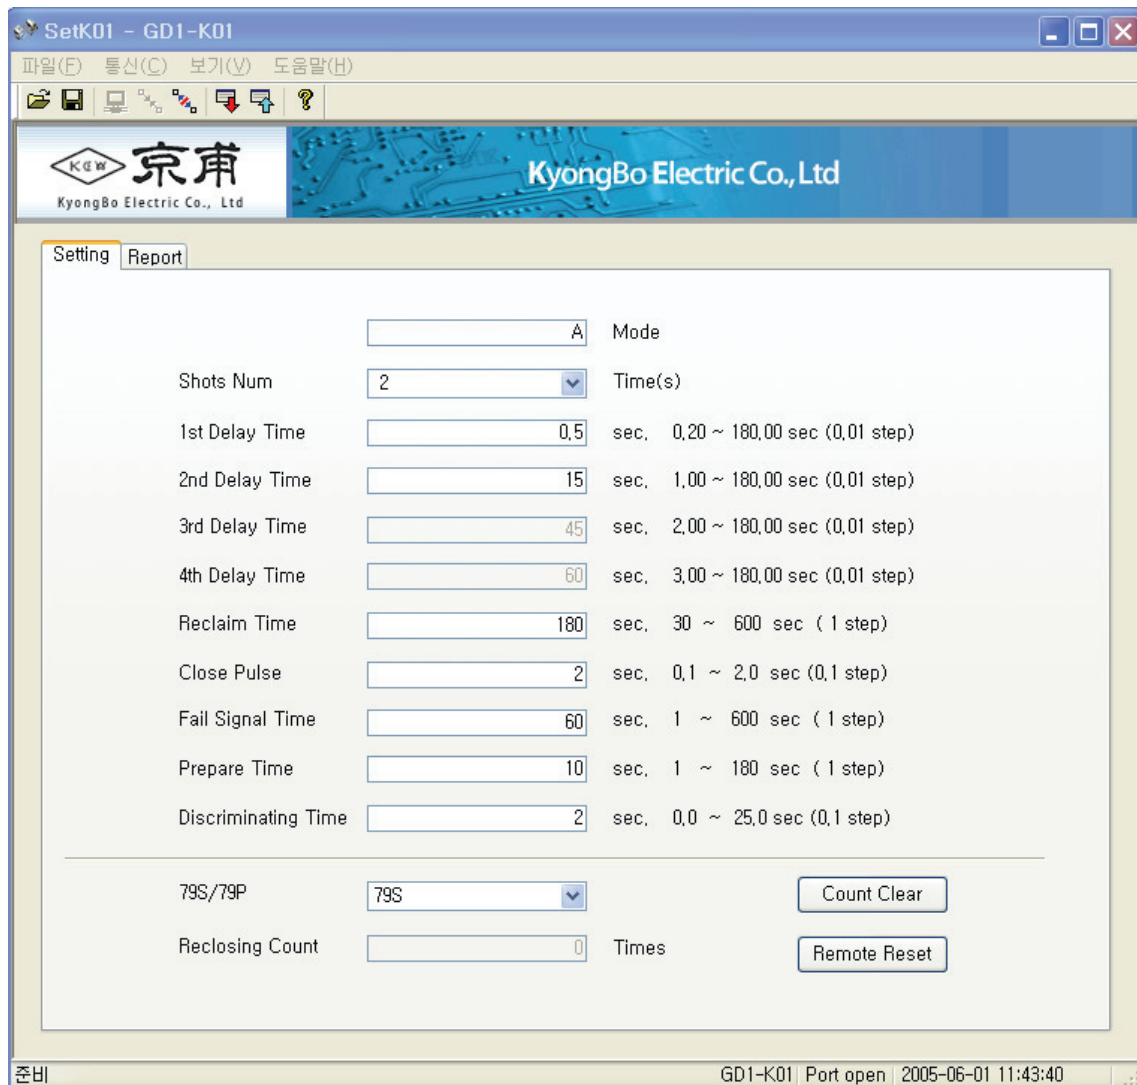 SetK01 - GD1-K01
파일(F) 통신(C) 보기(V) 도움말(H)
KCW 京甫
KyongBo Electric Co., Ltd
KyongBo Electric Co., Ltd
Setting Report
A Mode
Shots Num 2 Time(s)
1st Delay Time 0.5 sec, 0.20 ~ 180.00 sec (0.01 step)
2nd Delay Time 15 sec, 1.00 ~ 180.00 sec (0.01 step)
3rd Delay Time 45 sec, 2.00 ~ 180.00 sec (0.01 step)
4th Delay Time 60 sec, 3.00 ~ 180.00 sec (0.01 step)
Reclaim Time 180 sec, 30 ~ 600 sec ( 1 step)
Close Pulse 2 sec, 0.1 ~ 2.0 sec (0.1 step)
Fail Signal Time 60 sec, 1 ~ 600 sec ( 1 step)
Prepare Time 10 sec, 1 ~ 180 sec ( 1 step)
Discriminating Time 2 sec, 0.0 ~ 25.0 sec (0.1 step)
79S/79P 79S Count Clear
Reclosing Count 0 Times Remote Reset
준비 GD1-K01 Port open 2005-06-01 11:43:40